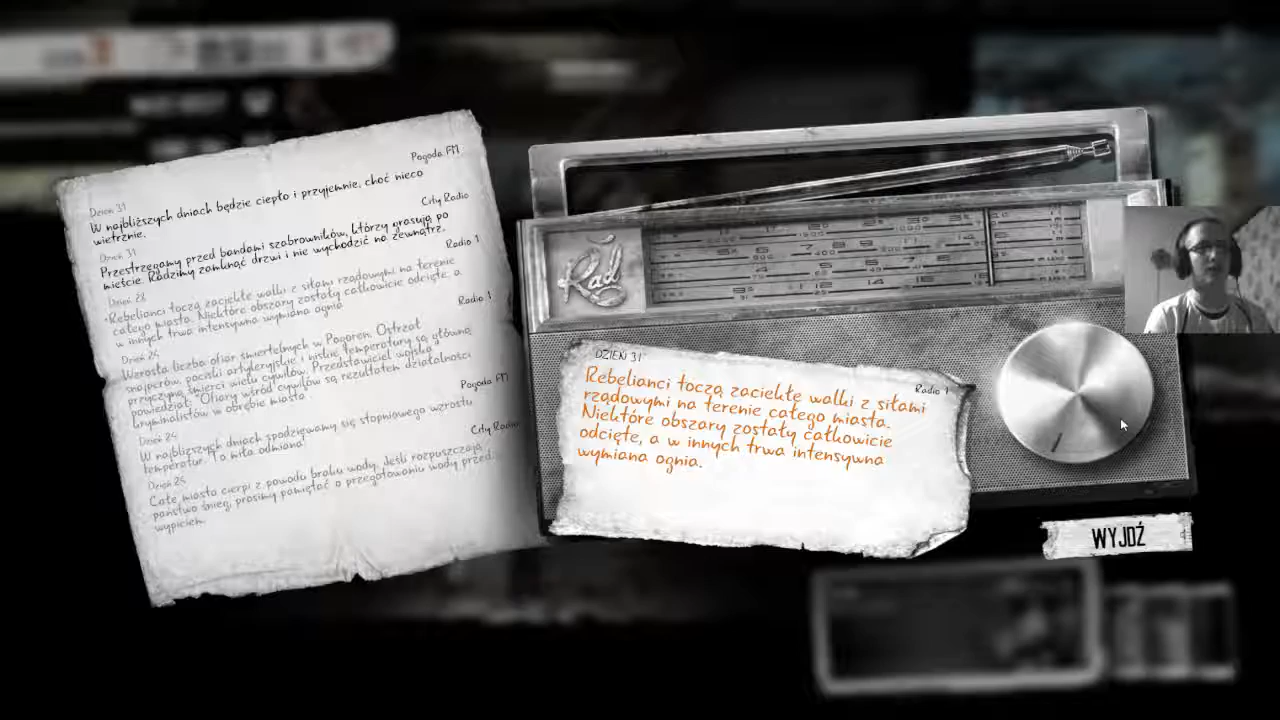 Pogoda FM
Dzień 31
W najbliższych dniach będzie ciepło i przyjemnie, choć nieco
wietrznie.
City Radio
Dzień 31
Przestrzegamy przed bandami szabrowników, którzy grasują po
mieście. Radzimy zamknąć drzwi i nie wychodzić na zewnątrz.
Radio 1
Dzień 28
Rebelianci toczą zaciekłe walki z siłami rządowymi na terenie
całego miasta. Niektóre obszary zostały całkowicie odcięte, a
w innych trwa intensywna wymiana ognia.
Radio 1
Dzień 24
Wzrosła liczba ofiar śmiertelnych w Pogoren. Ostrzał
snajperów, pociski artyleryjskie i niskie temperatury są główną
przyczyną śmierci wielu cywilów. Przedstawiciel wojska
powiedział: "Ofiary wśród cywilów są rezultatem działalności
kryminalistów w obrębie miasta".
Pogoda FM
Dzień 24
W najbliższych dniach spodziewamy się stopniowego wzrostu
temperatur. To miła odmiana!
City Radio
Dzień 24
Całe miasto cierpi z powodu braku wody. Jeśli rozpuszczają
państwo śnieg, prosimy pamiętać o przegotowaniu wody przed
wypiciem.
Rad
DZIEŃ 31
Radio 1
Rebelianci toczą zaciekłe walki z siłami
rządowymi na terenie całego miasta.
Niektóre obszary zostały całkowicie
odcięte, a w innych trwa intensywna
wymiana ognia.
WYJDŹ